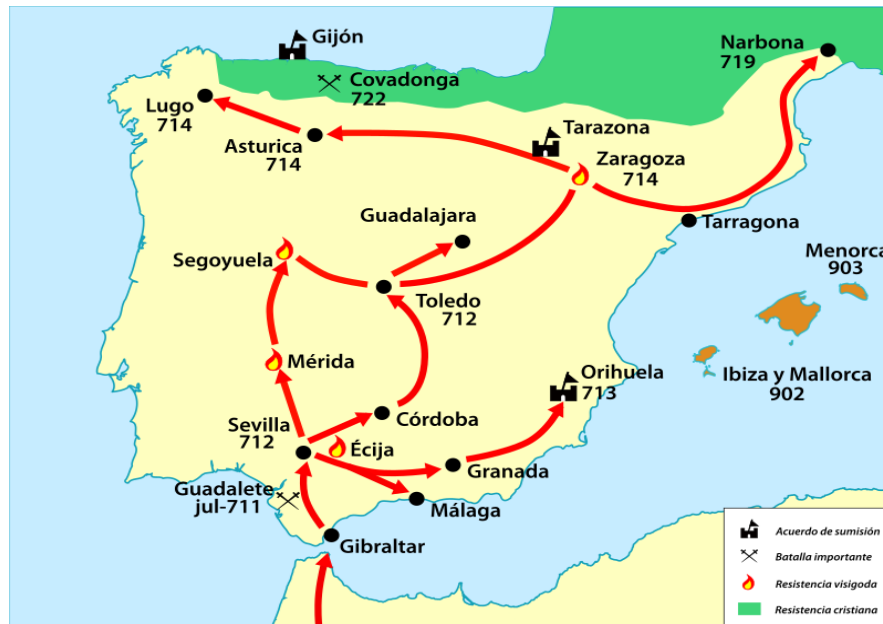 Gijón
Narbona
719
Covadonga
722
Lugo
714
Asturica
714
Tarazona
Zaragoza
714
Guadalajara
Tarragona
Segoyuela
Menorca
903
Toledo
712
Mérida
Orihuela
713
Ibiza y Mallorca
902
Córdoba
Sevilla
712
Écija
Granada
Guadalete
jul-711
Málaga
Gibraltar
Acuerdo de sumisión
Batalla importante
Resistencia visigoda
Resistencia cristiana